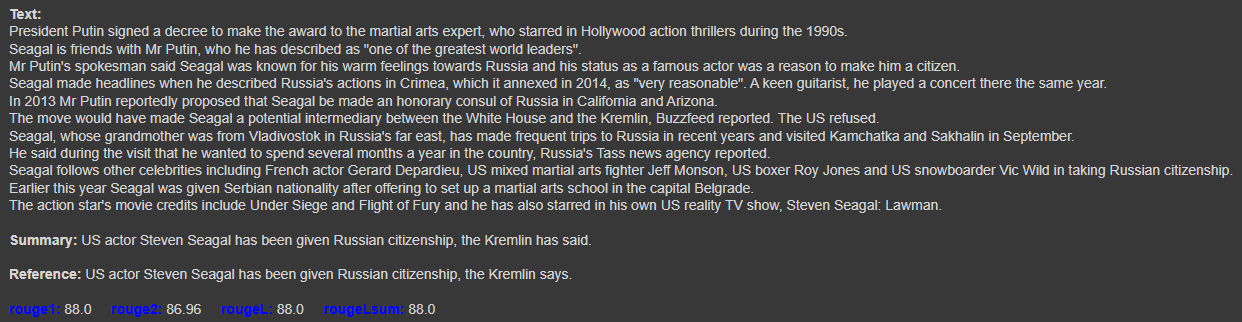 Text:
President Putin signed a decree to make the award to the martial arts expert, who starred in Hollywood action thrillers during the 1990s.
Seagal is friends with Mr Putin, who he has described as "one of the greatest world leaders".
Mr Putin's spokesman said Seagal was known for his warm feelings towards Russia and his status as a famous actor was a reason to make him a citizen.
Seagal made headlines when he described Russia's actions in Crimea, which it annexed in 2014, as "very reasonable". A keen guitarist, he played a concert there the same year.
In 2013 Mr Putin reportedly proposed that Seagal be made an honorary consul of Russia in California and Arizona.
The move would have made Seagal a potential intermediary between the White House and the Kremlin, Buzzfeed reported. The US refused.
Seagal, whose grandmother was from Vladivostok in Russia's far east, has made frequent trips to Russia in recent years and visited Kamchatka and Sakhalin in September.
He said during the visit that he wanted to spend several months a year in the country, Russia's Tass news agency reported.
Seagal follows other celebrities including French actor Gerard Depardieu, US mixed martial arts fighter Jeff Monson, US boxer Roy Jones and US snowboarder Vic Wild in taking Russian citizenship.
Earlier this year Seagal was given Serbian nationality after offering to set up a martial arts school in the capital Belgrade.
The action star's movie credits include Under Siege and Flight of Fury and he has also starred in his own US reality TV show, Steven Seagal: Lawman.
Summary: US actor Steven Seagal has been given Russian citizenship, the Kremlin has said.
Reference: US actor Steven Seagal has been given Russian citizenship, the Kremlin says.
rouge1: 88.0 rouge2: 86.96 rougeL: 88.0 rougeLsum: 88.0